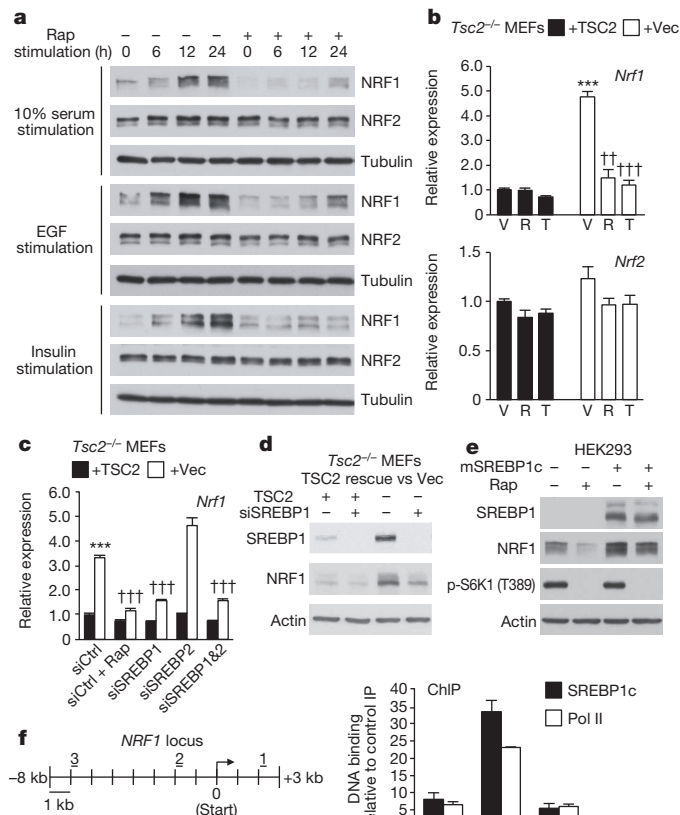 a
Rap – – – – + + + +
stimulation (h) 0 6 12 24 0 6 12 24
10% serum
stimulation
NRF1
NRF2
Tubulin
EGF
stimulation
NRF1
NRF2
Tubulin
Insulin
stimulation
NRF1
NRF2
Tubulin
b
Tsc2–/– MEFs +TSC2 +Vec
Nrf1
Relative expression
6.0
5.0
4.0
3.0
2.0
1.0
0
***
††
†††
V R T V R T
Nrf2
Relative expression
1.5
1.0
0.5
0
V R T V R T
c
Tsc2–/– MEFs
+TSC2 +Vec
Nrf1
Relative expression
6.0
5.0
4.0
3.0
2.0
1.0
0
***
†††
†††
†††
siCtrl
siCtrl + Rap
siSREBP1
siSREBP2
siSREBP1&2
d
Tsc2–/– MEFs
TSC2 rescue vs Vec
TSC2 + + – –
siSREBP1 – + – +
SREBP1
NRF1
Actin
e
HEK293
mSREBP1c – – + +
Rap – + – +
SREBP1
NRF1
p-S6K1 (T389)
Actin
f
NRF1 locus
3 2 1
–8 kb +3 kb
1 kb
0
(Start)
ChIP
SREBP1c
Pol II
DNA binding
relative to control IP
40
35
30
25
20
15
10
5